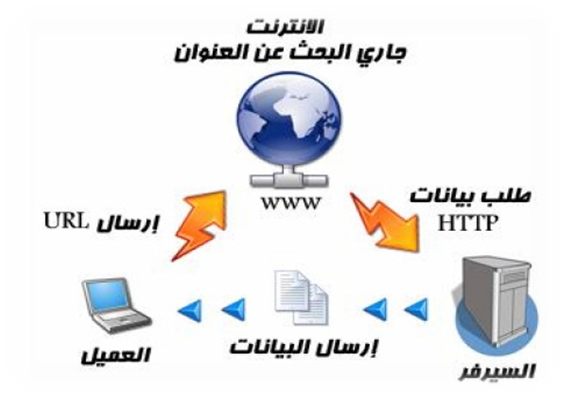 الانترنت
جاري البحث عن العنوان
www
طلب بيانات
HTTP
إرسال URL
إرسال البيانات
العميل
السيرفر